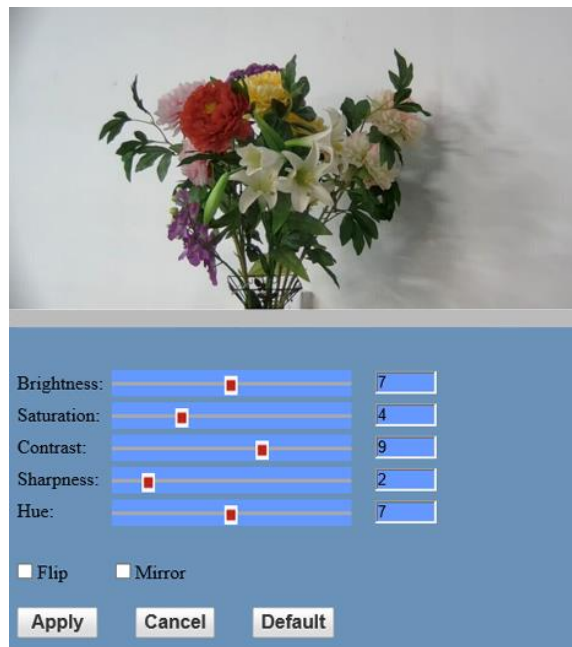 Brightness: 7
Saturation: 4
Contrast: 9
Sharpness: 2
Hue: 7
Flip Mirror
Apply Cancel Default